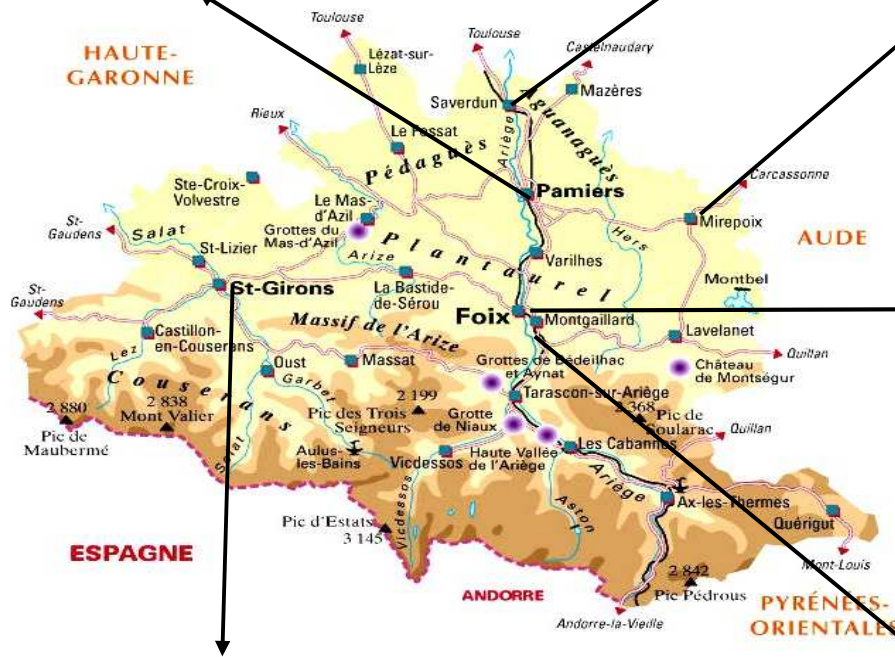 Toulouse
Toulouse
Castelnaudary
HAUTE-
GARONNE
Lézat-sur-
Lèze
Saverdun
Mazères
Rieux
Ariège
Aguanaguès
Le Fossat
Pédaguès
Carcassonne
Ste-Croix-
Volvestre
Pamiers
Le Mas-
d'Azil
Mirepoix
St-
Gaudens
Salat
Grottes du
Mas-d'Azil
Plantaurel
Hers
AUDE
St-Lizier
Arize
Varilhes
St-
Gaudens
St-Girons
La Bastide-
de-Sérou
Montbel
Foix
Montgaillard
Massif de l'Arize
Lavelanet
Castillon-
en-Couserans
Lez
Quillan
Oust
Massat
Grottes de Bédeilhac
et Aynat
Château
de Montségur
Couserans
Garbet
Tarascon-sur-Ariège
2 880
Pic de
Maubermé
2 838
Mont Valier
2 199
Pic des Trois
Seigneurs
2 368
Pic de
Soularac
Grotte
de Niaux
Quillan
Salat
Aulus-
les-Bains
Vicdessos
Haute Vallée
de l'Ariège
Les Cabannes
Ariège
Ax-les-Thermes
Vicdessos
Aston
Quérigut
Pic d'Estats
3 145
ESPAGNE
Mont-Louis
2 842
Pic Pédrous
ANDORRE
PYRÉNÉES-
ORIENTALES
Andorre-la-Vieille